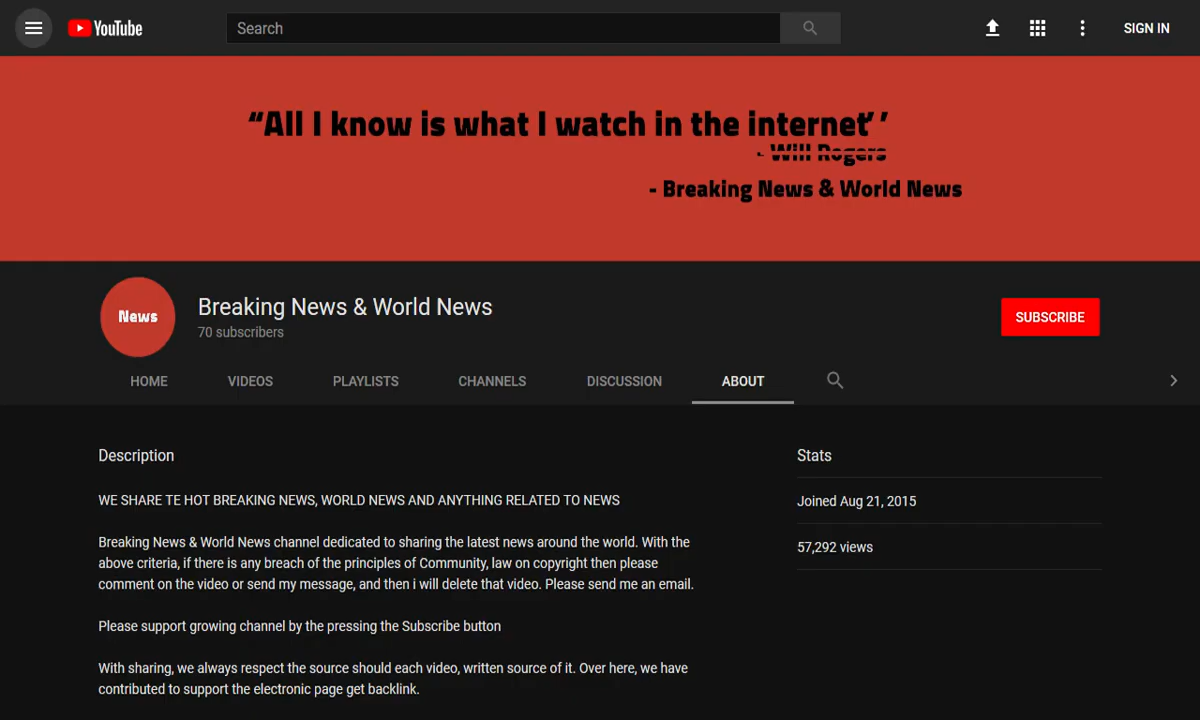 YouTube
Search
SIGN IN
“All I know is what I watch in the internet’’
- Will Rogers
- Breaking News & World News
News
Breaking News & World News
70 subscribers
SUBSCRIBE
HOME VIDEOS PLAYLISTS CHANNELS DISCUSSION ABOUT
Description
WE SHARE TE HOT BREAKING NEWS, WORLD NEWS AND ANYTHING RELATED TO NEWS
Breaking News & World News channel dedicated to sharing the latest news around the world. With the
above criteria, if there is any breach of the principles of Community, law on copyright then please
comment on the video or send my message, and then i will delete that video. Please send me an email.
Please support growing channel by the pressing the Subscribe button
With sharing, we always respect the source should each video, written source of it. Over here, we have
contributed to support the electronic page get backlink.
Stats
Joined Aug 21, 2015
57,292 views